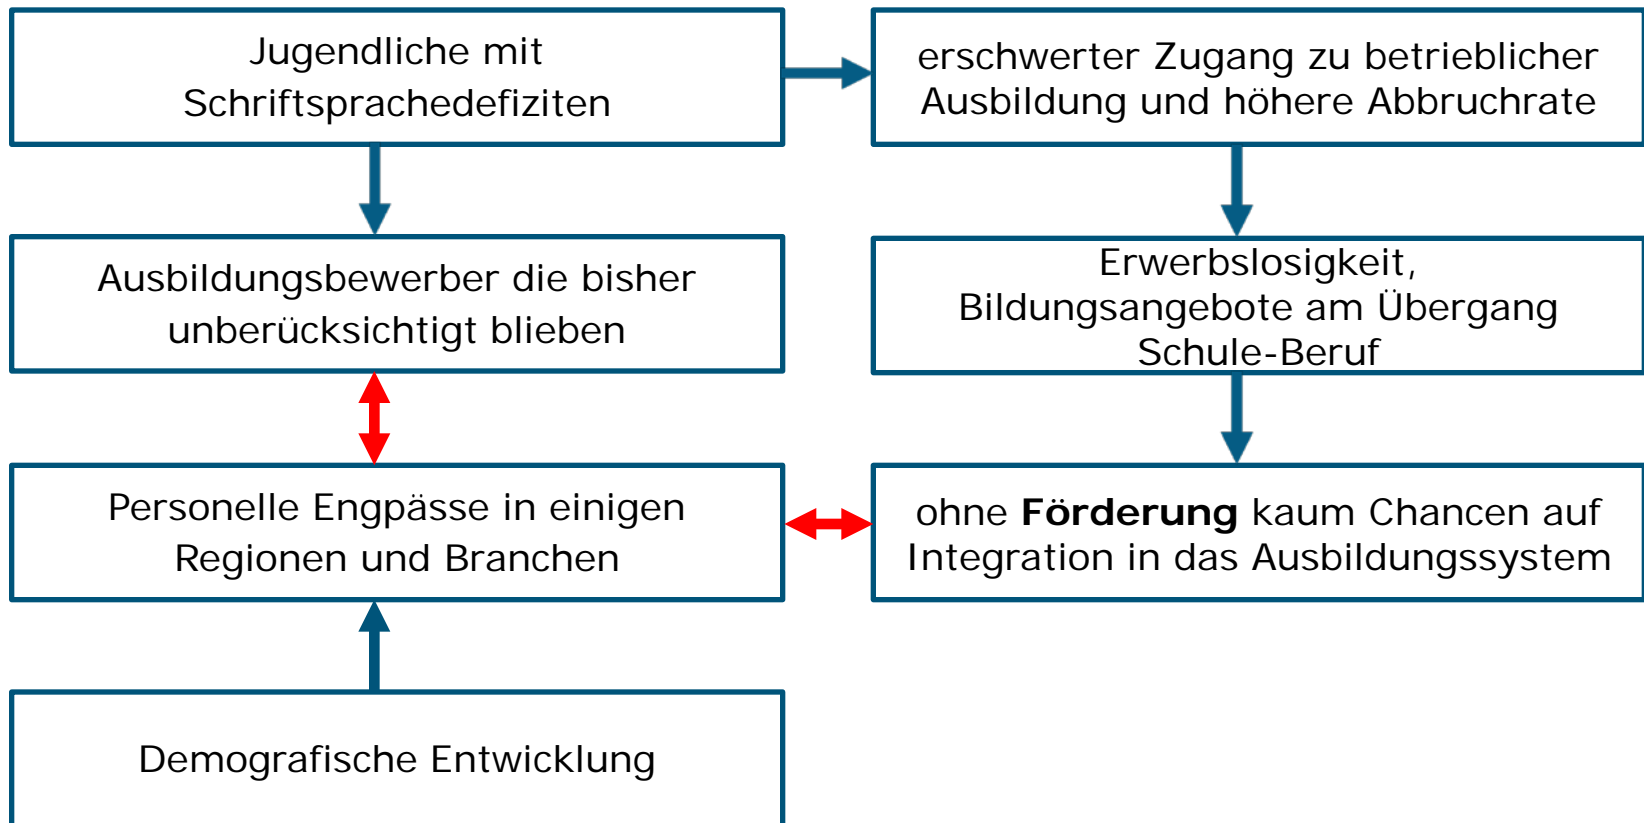 Jugendliche mit
Schriftsprachedefiziten
erschwerter Zugang zu betrieblicher
Ausbildung und höhere Abbruchrate
Ausbildungsbewerber die bisher
unberücksichtigt blieben
Erwerbslosigkeit,
Bildungsangebote am Übergang
Schule-Beruf
Personelle Engpässe in einigen
Regionen und Branchen
ohne Förderung kaum Chancen auf
Integration in das Ausbildungssystem
Demografische Entwicklung